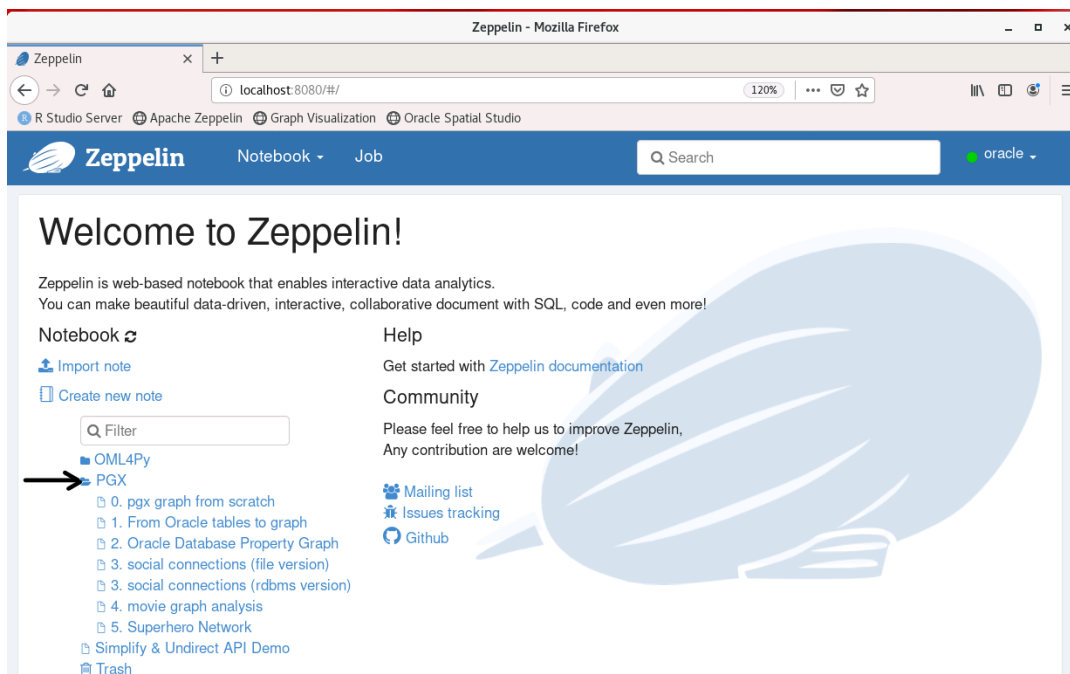 Zeppelin - Mozilla Firefox
Zeppelin
localhost:8080/#/
120%
R Studio Server Apache Zeppelin Graph Visualization Oracle Spatial Studio
Zeppelin Notebook Job Search oracle
Welcome to Zeppelin!
Zeppelin is web-based notebook that enables interactive data analytics.
You can make beautiful data-driven, interactive, collaborative document with SQL, code and even more!
Notebook
Import note
Create new note
Filter
OML4Py
PGX
0. pgx graph from scratch
1. From Oracle tables to graph
2. Oracle Database Property Graph
3. social connections (file version)
3. social connections (rdbms version)
4. movie graph analysis
5. Superhero Network
Simplify & Undirect API Demo
Trash
Help
Get started with Zeppelin documentation
Community
Please feel free to help us to improve Zeppelin,
Any contribution are welcome!
Mailing list
Issues tracking
Github